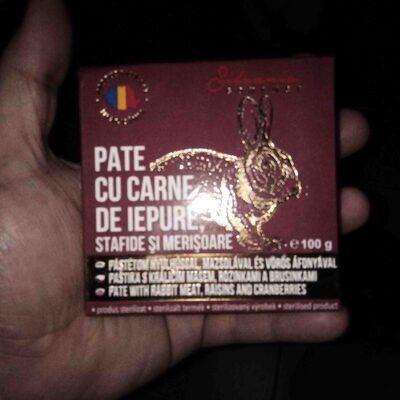 Silvania
PATE
CU CARNE
DE IEPURE,
STAFIDE ȘI MERIȘOARE
e 100 g
PÁSTÉTOM NYÚLHÚSSAL, MAZSOLÁVAL ÉS VÖRÖS ÁFONYÁVAL
PAŠTIKA S KRÁLIČÍM MASEM, ROZINKAMI A BRUSINKAMI
PATE WITH RABBIT MEAT, RAISINS AND CRANBERRIES
• produs sterilizat • sterilizált termék • sterilizovaný výrobek • sterilised product